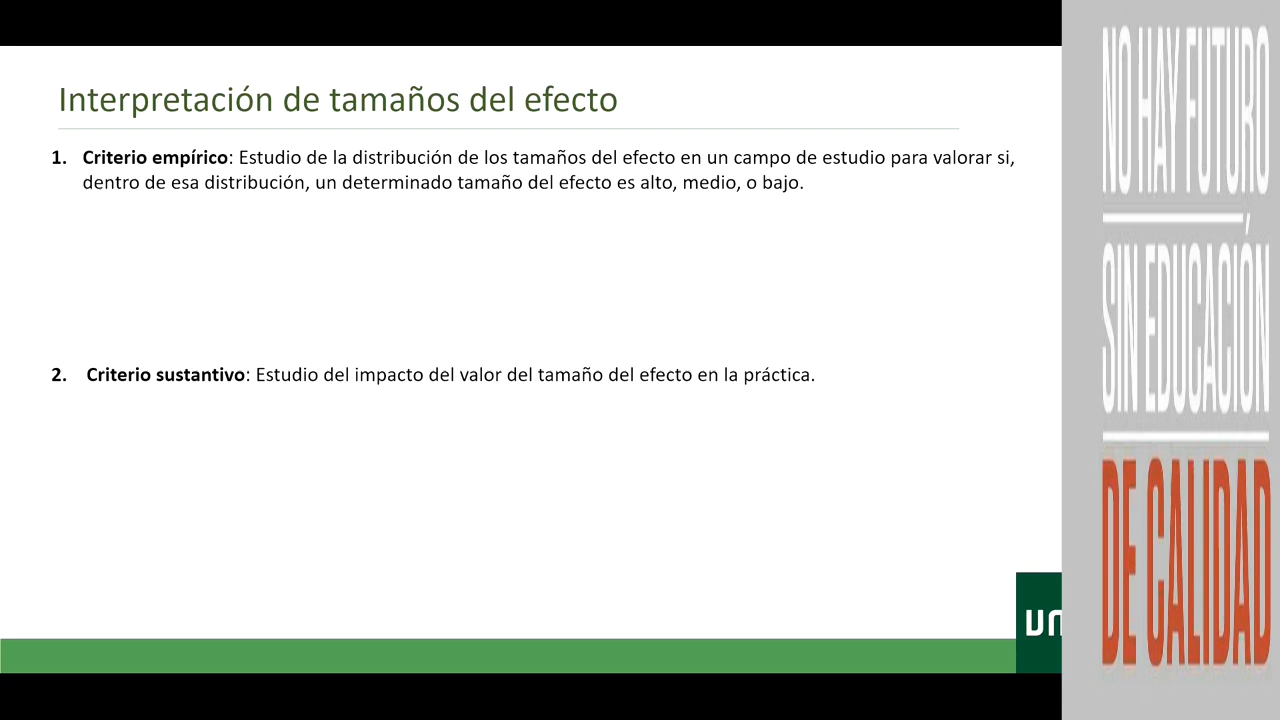 Interpretación de tamaños del efecto
1. Criterio empírico: Estudio de la distribución de los tamaños del efecto en un campo de estudio para valorar si,
dentro de esa distribución, un determinado tamaño del efecto es alto, medio, o bajo.
2. Criterio sustantivo: Estudio del impacto del valor del tamaño del efecto en la práctica.
NO HAY FUTURO
SIN EDUCACIÓN
DE CALIDAD